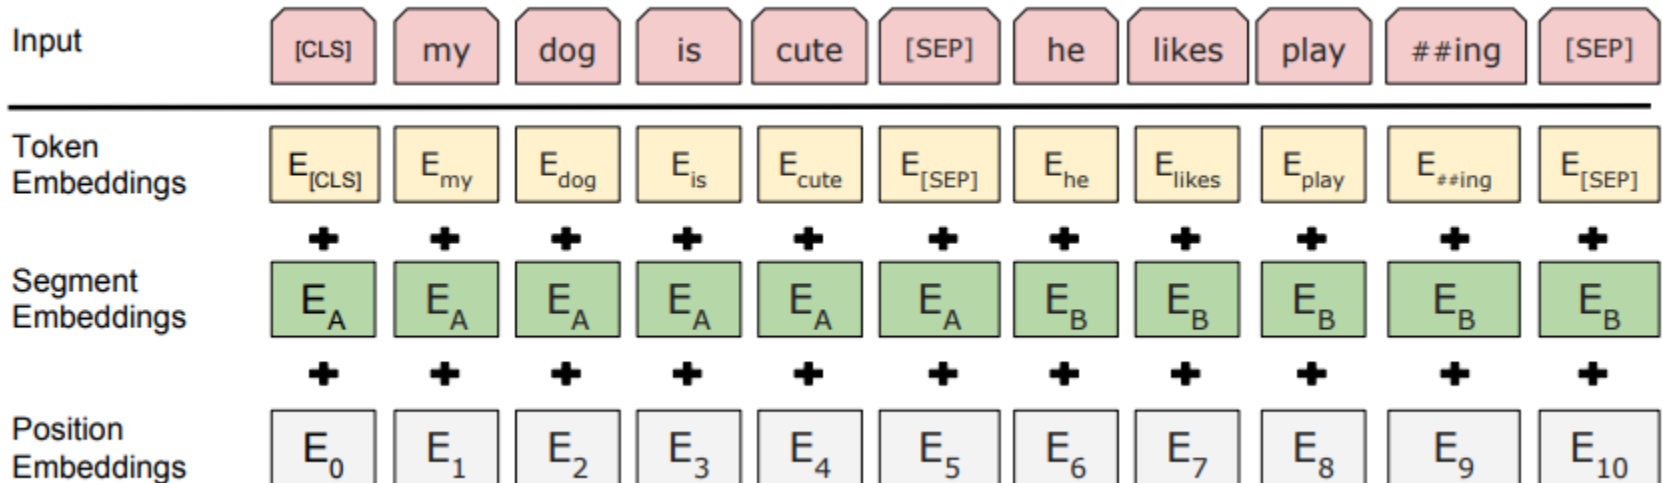 Input [CLS] my dog is cute [SEP] he likes play ##ing [SEP]
Token
Embeddings E[CLS] Emy Edog Eis Ecute E[SEP] Ehe Elikes Eplay E##ing E[SEP]
+ + + + + + + + + + +
Segment
Embeddings EA EA EA EA EA EA EB EB EB EB EB
+ + + + + + + + + + +
Position
Embeddings E0 E1 E2 E3 E4 E5 E6 E7 E8 E9 E10